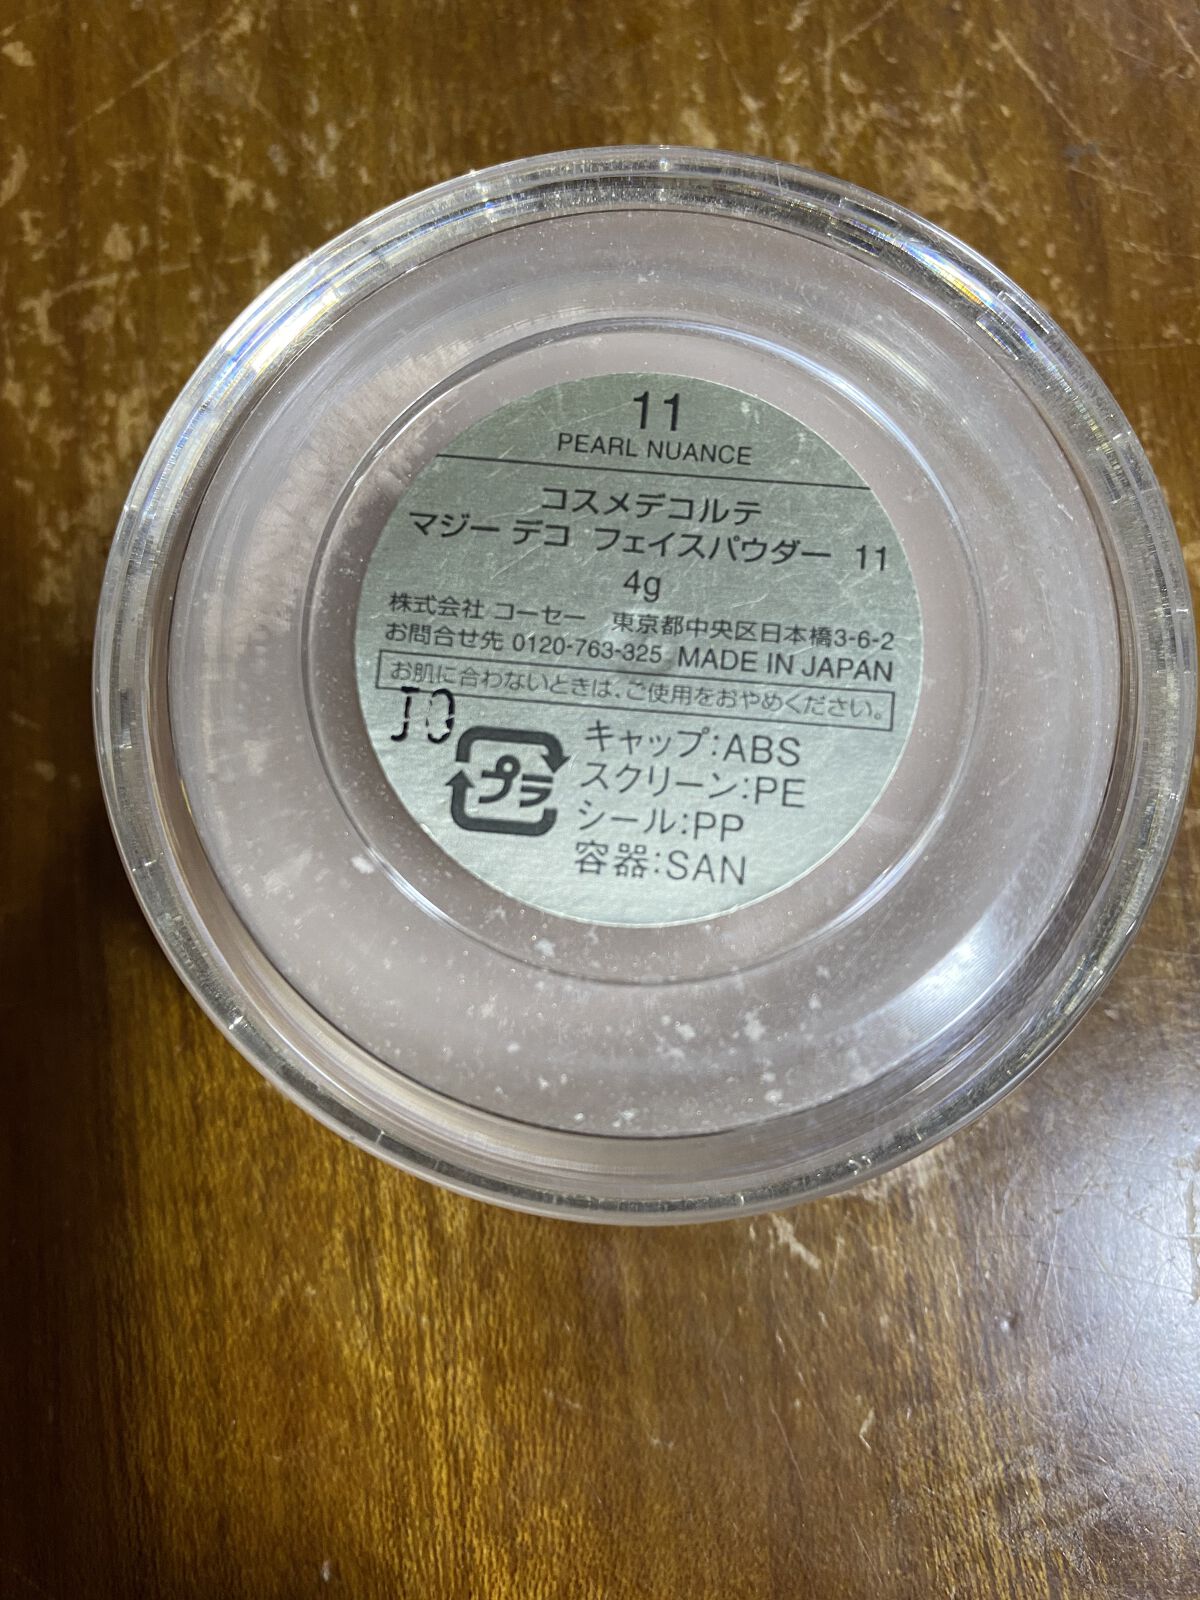 11
PEARL NUANCE
コスメデコルテ
マジー デコ フェイスパウダー 11
4g
株式会社 コーセー 東京都中央区日本橋3-6-2
お問合せ先 0120-763-325 MADE IN JAPAN
お肌に合わないときは、ご使用をおやめください。
JO
プラ
キャップ:ABS
スクリーン:PE
シール:PP
容器:SAN